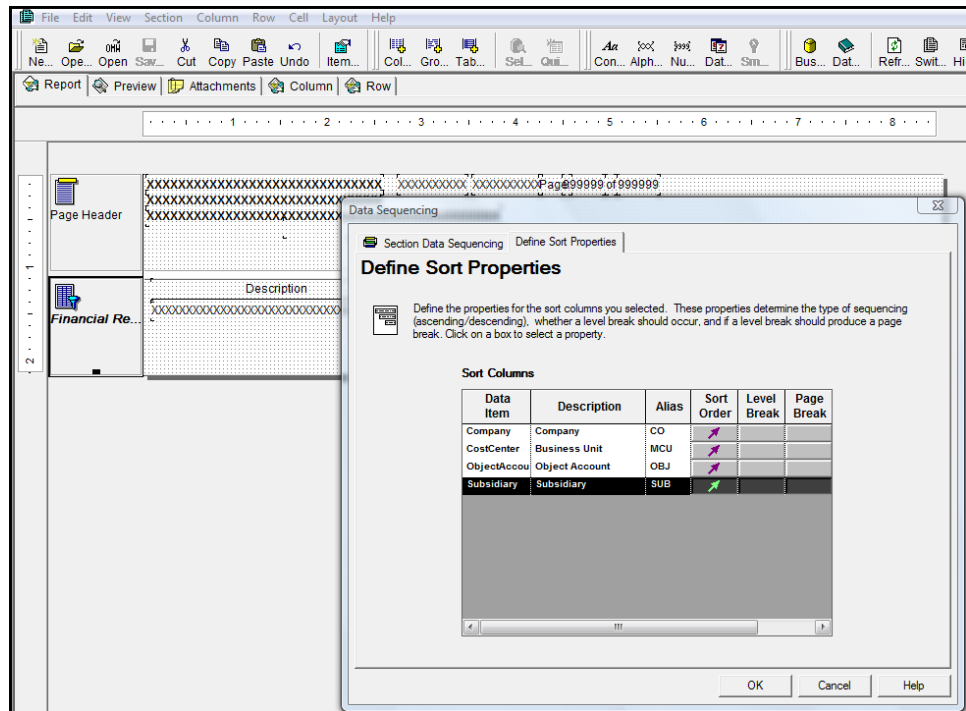 File Edit View Section Column Row Cell Layout Help
Ne... Ope... Open Sav... Cut Copy Paste Undo Item... Col... Gro... Tab... Sel... Qui... Con... Alph... Nu... Dat... Sm... Bus... Dat... Refr... Swit... Hi
Report Preview Attachments Column Row
1 2 3 4 5 6 7 8
Page Header
XXXXXXXXXXXXXXXXXXXXXXXXXXXXXX XXXXXXXXXX XXXXXXXXXX Page 999999 of 999999
XXXXXXXXXXXXXXXXXXXXXXXXX
XXXXXXXXXXXXXXXXXXXXXXXXX
Financial Re...
Description
XXXXXXXXXXXXXXXXXXXXXXXXXXX
1
2
Data Sequencing
Section Data Sequencing Define Sort Properties
Define Sort Properties
Define the properties for the sort columns you selected. These properties determine the type of sequencing
(ascending/descending), whether a level break should occur, and if a level break should produce a page
break. Click on a box to select a property.
Sort Columns
Data Item Description Alias Sort Order Level Break Page Break
Company Company CO
CostCenter Business Unit MCU
ObjectAccou Object Account OBJ
Subsidiary Subsidiary SUB
OK Cancel Help